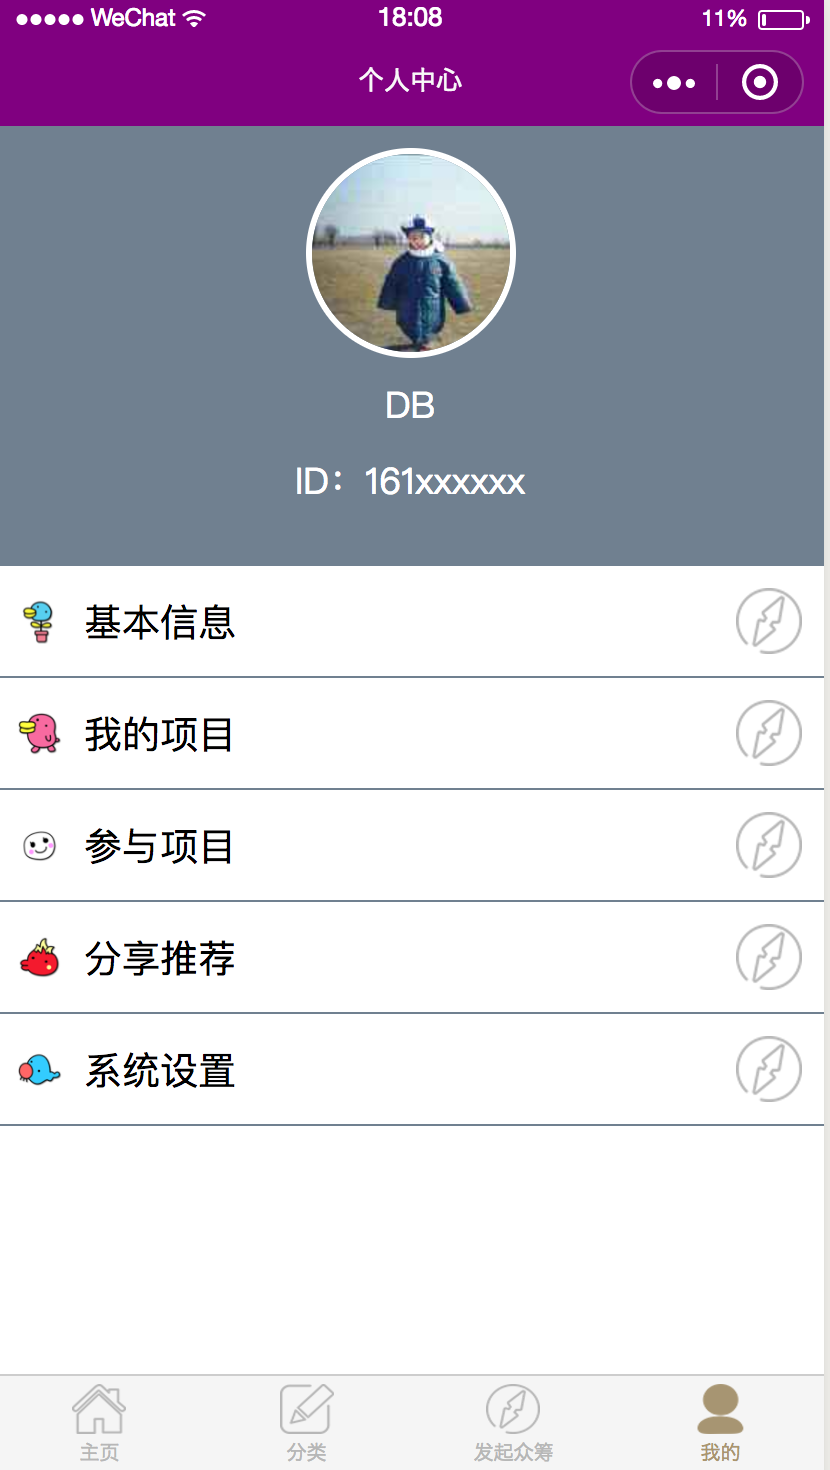 WeChat 18:08 11%
个人中心
DB
ID：161xxxxxx
基本信息
我的项目
参与项目
分享推荐
系统设置
主页 分类 发起众筹 我的